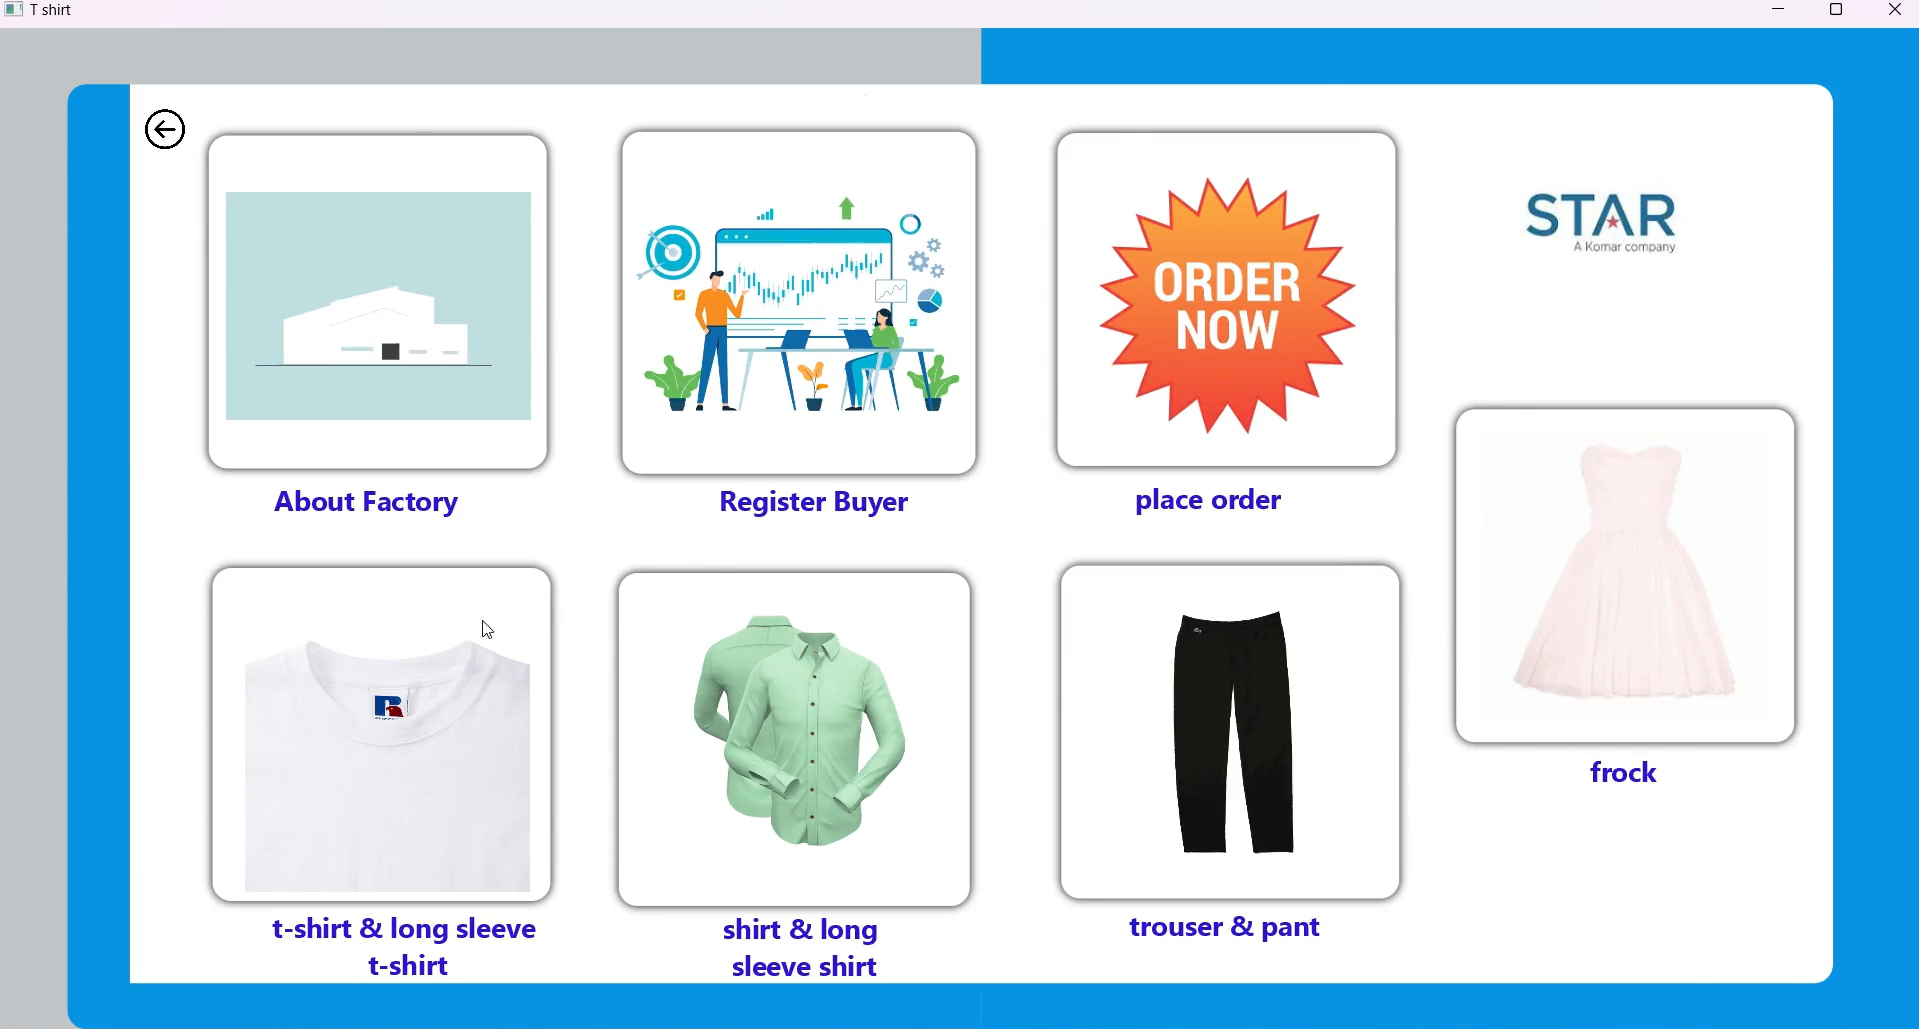 T shirt
ORDER
NOW
STAR
A Komar company
About Factory
Register Buyer
place order
frock
t-shirt & long sleeve
t-shirt
shirt & long
sleeve shirt
trouser & pant